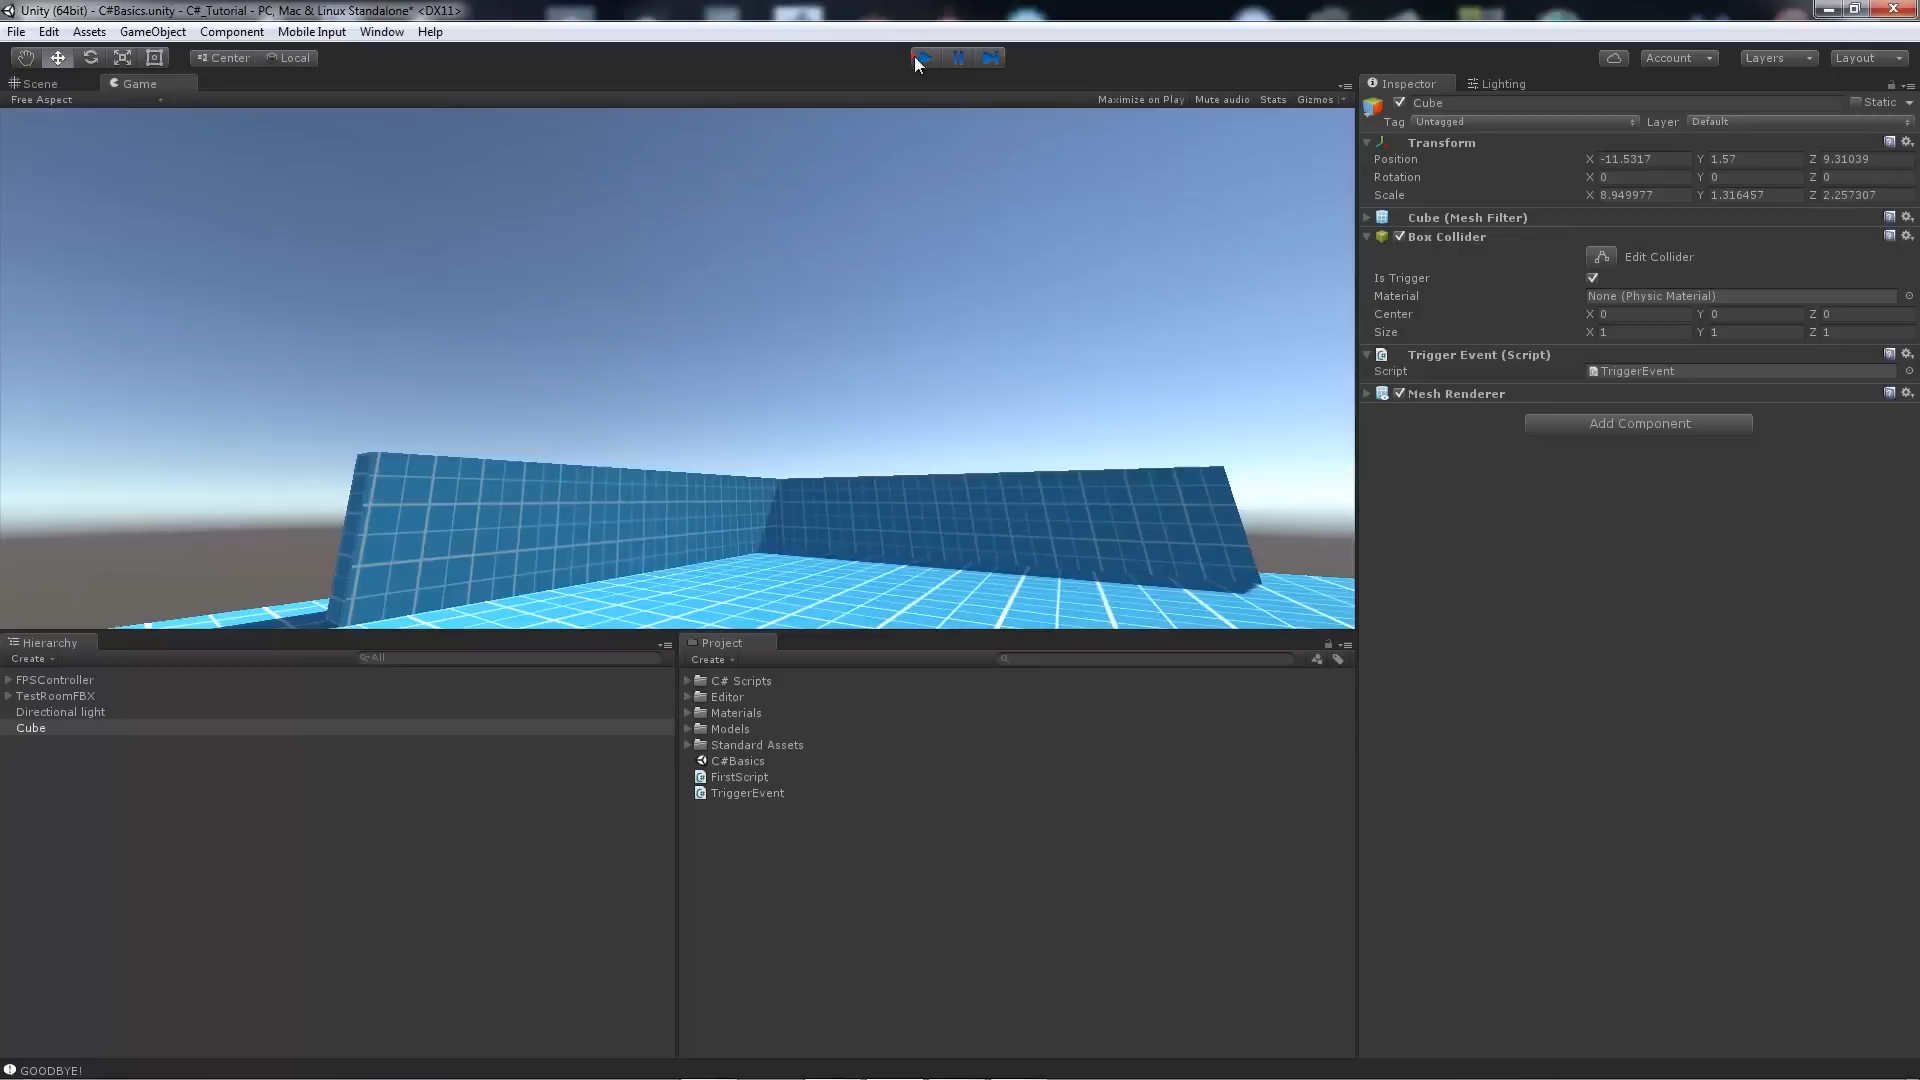 Unity (64bit) - C#Basics.unity - C#_Tutorial - PC, Mac & Linux Standalone* <DX11>
File Edit Assets GameObject Component Mobile Input Window Help
Center Local Account Layers Layout
Scene Game Inspector Lighting
Free Aspect Maximize on Play Mute audio Stats Gizmos
Cube Static
Tag Untagged Layer Default
Transform
Position X -11.5317 Y 1.57 Z 9.31039
Rotation X 0 Y 0 Z 0
Scale X 8.949977 Y 1.316457 Z 2.257307
Cube (Mesh Filter)
Box Collider
Edit Collider
Is Trigger
Material None (Physic Material)
Center X 0 Y 0 Z 0
Size X 1 Y 1 Z 1
Trigger Event (Script)
Script TriggerEvent
Mesh Renderer
Add Component
Hierarchy
Create All
FPSController
TestRoomFBX
Directional light
Cube
Project
Create
C# Scripts
Editor
Materials
Models
Standard Assets
C#Basics
FirstScript
TriggerEvent
GOODBYE!